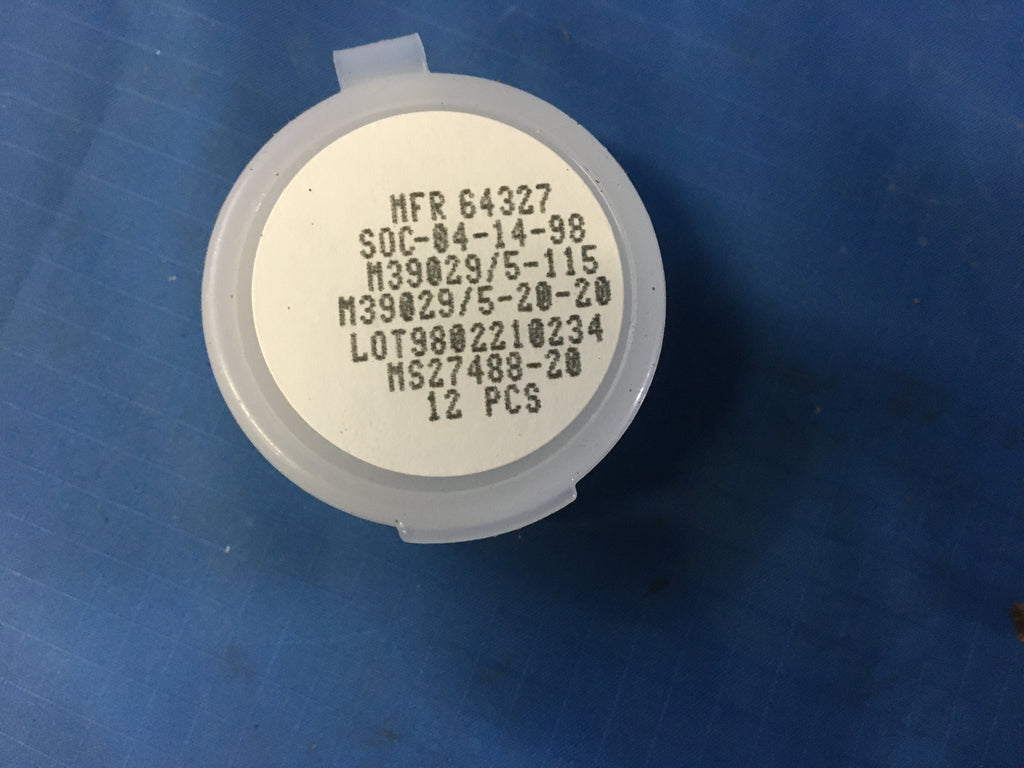 MFR 64327
SOC-04-14-98
M39029/5-115
M39029/5-20-20
LOT9802210234
MS27488-20
12 PCS